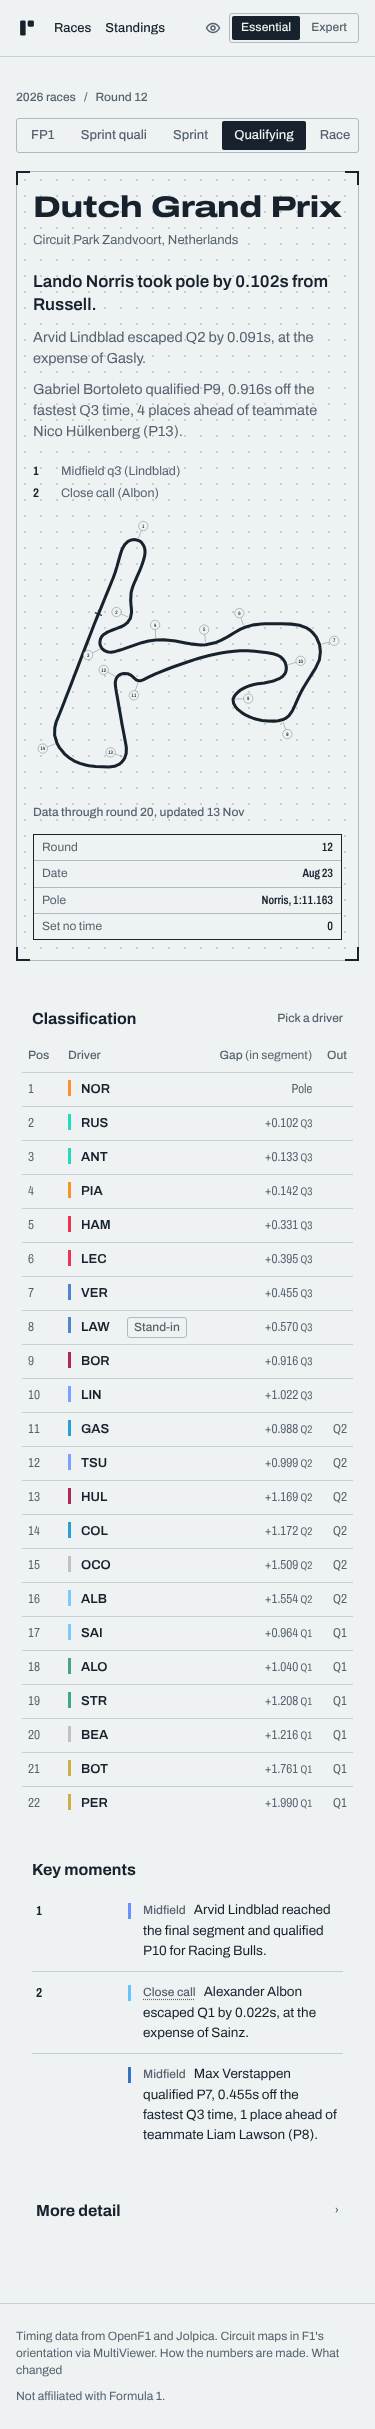 Races Standings Essential Expert
2026 races / Round 12
FP1 Sprint quali Sprint Qualifying Race
Dutch Grand Prix
Circuit Park Zandvoort, Netherlands
Lando Norris took pole by 0.102s from
Russell.
Arvid Lindblad escaped Q2 by 0.091s, at the
expense of Gasly.
Gabriel Bortoleto qualified P9, 0.916s off the
fastest Q3 time, 4 places ahead of teammate
Nico Hülkenberg (P13).
1 Midfield q3 (Lindblad)
2 Close call (Albon)
1
2
3
4
5
6
7
8
9
10
11
12
13
14
Data through round 20, updated 13 Nov
Round 12
Date Aug 23
Pole Norris, 1:11.163
Set no time 0
Classification Pick a driver
Pos Driver Gap (in segment) Out
1 NOR Pole
2 RUS +0.102 Q3
3 ANT +0.133 Q3
4 PIA +0.142 Q3
5 HAM +0.331 Q3
6 LEC +0.395 Q3
7 VER +0.455 Q3
8 LAW Stand-in +0.570 Q3
9 BOR +0.916 Q3
10 LIN +1.022 Q3
11 GAS +0.988 Q2 Q2
12 TSU +0.999 Q2 Q2
13 HUL +1.169 Q2 Q2
14 COL +1.172 Q2 Q2
15 OCO +1.509 Q2 Q2
16 ALB +1.554 Q2 Q2
17 SAI +0.964 Q1 Q1
18 ALO +1.040 Q1 Q1
19 STR +1.208 Q1 Q1
20 BEA +1.216 Q1 Q1
21 BOT +1.761 Q1 Q1
22 PER +1.990 Q1 Q1
Key moments
1 Midfield Arvid Lindblad reached
the final segment and qualified
P10 for Racing Bulls.
2 Close call Alexander Albon
escaped Q1 by 0.022s, at the
expense of Sainz.
Midfield Max Verstappen
qualified P7, 0.455s off the
fastest Q3 time, 1 place ahead of
teammate Liam Lawson (P8).
More detail
Timing data from OpenF1 and Jolpica. Circuit maps in F1's
orientation via MultiViewer. How the numbers are made. What
changed
Not affiliated with Formula 1.